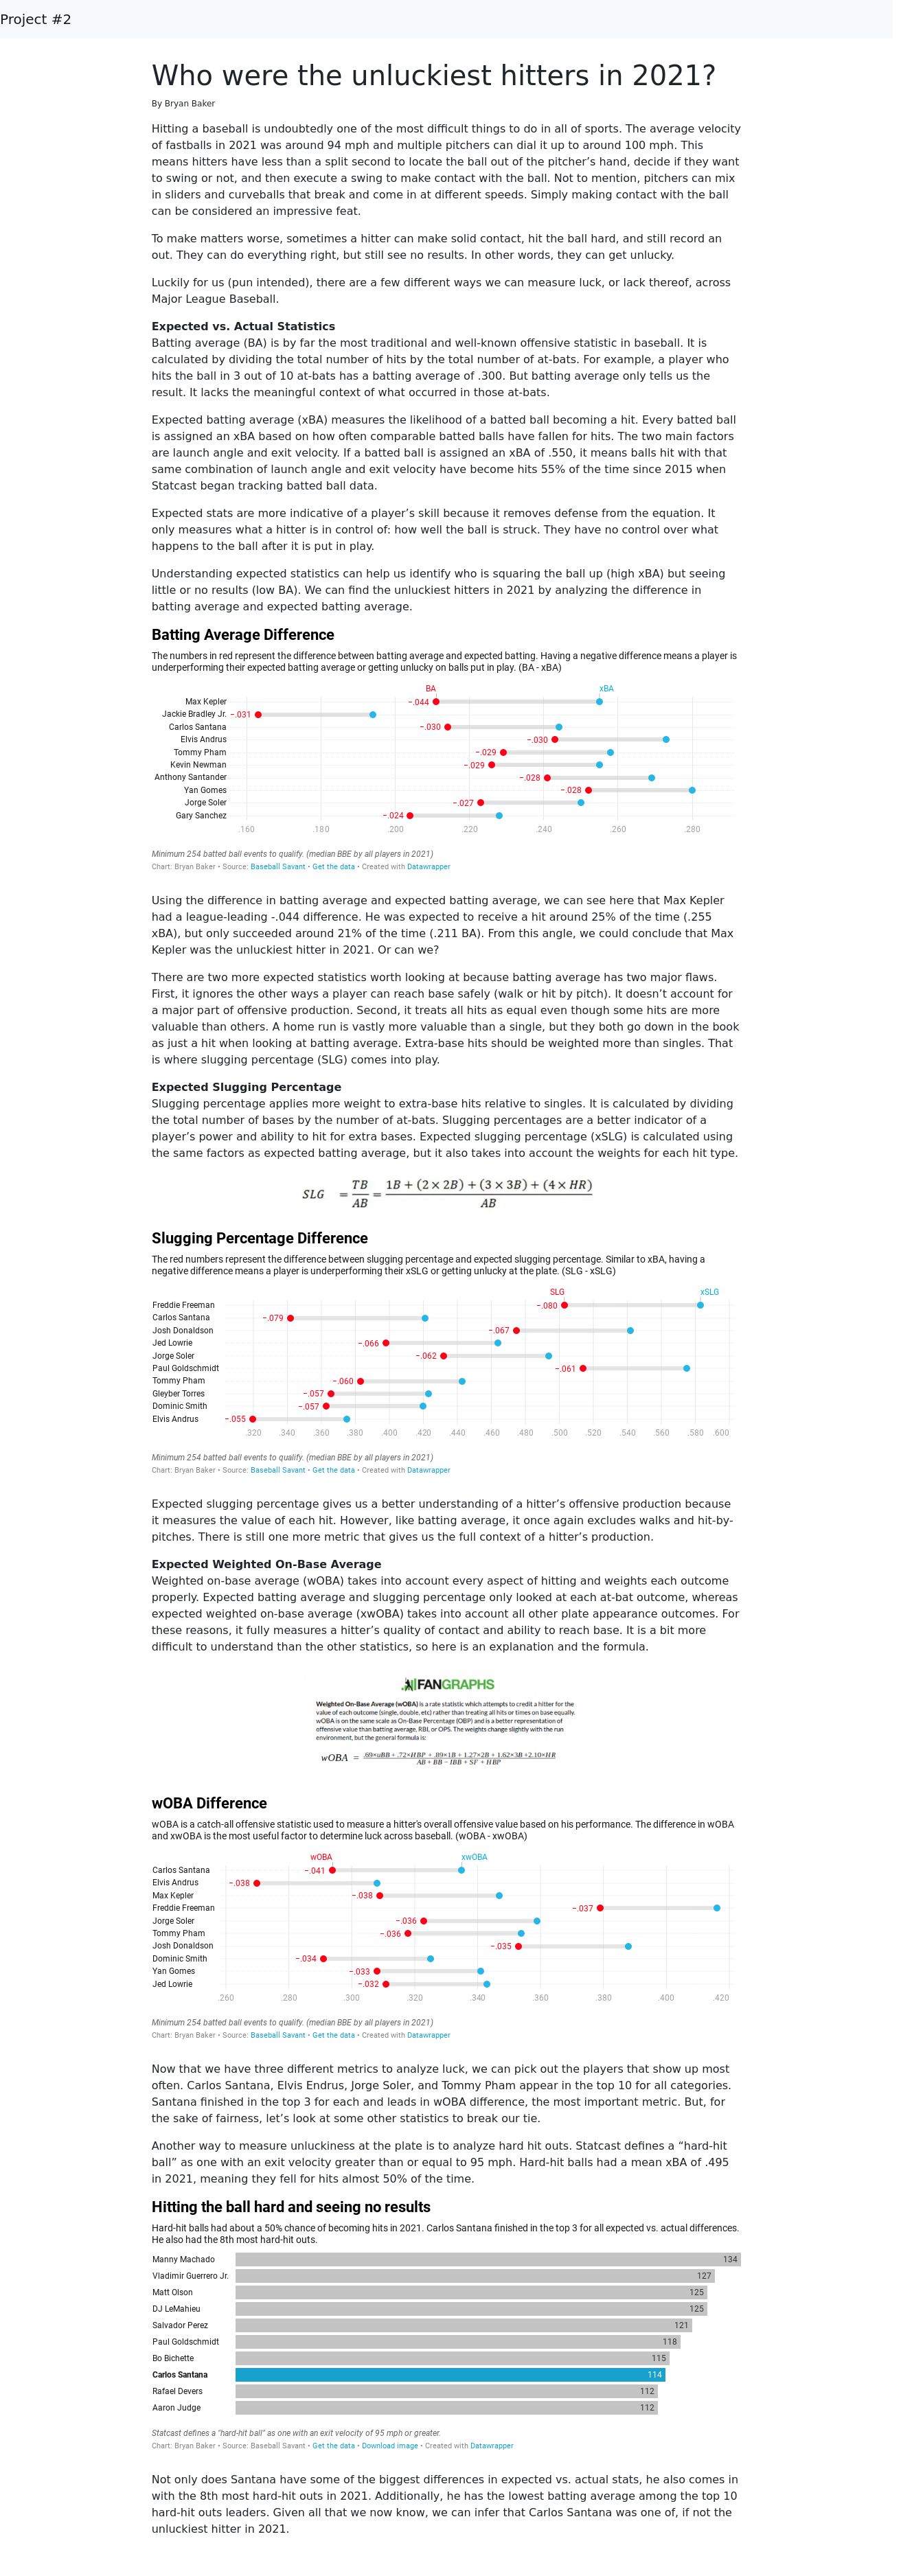 Project #2
Who were the unluckiest hitters in 2021?
By Bryan Baker
Hitting a baseball is undoubtedly one of the most difficult things to do in all of sports. The average velocity
of fastballs in 2021 was around 94 mph and multiple pitchers can dial it up to around 100 mph. This
means hitters have less than a split second to locate the ball out of the pitcher’s hand, decide if they want
to swing or not, and then execute a swing to make contact with the ball. Not to mention, pitchers can mix
in sliders and curveballs that break and come in at different speeds. Simply making contact with the ball
can be considered an impressive feat.
To make matters worse, sometimes a hitter can make solid contact, hit the ball hard, and still record an
out. They can do everything right, but still see no results. In other words, they can get unlucky.
Luckily for us (pun intended), there are a few different ways we can measure luck, or lack thereof, across
Major League Baseball.
Expected vs. Actual Statistics
Batting average (BA) is by far the most traditional and well-known offensive statistic in baseball. It is
calculated by dividing the total number of hits by the total number of at-bats. For example, a player who
hits the ball in 3 out of 10 at-bats has a batting average of .300. But batting average only tells us the
result. It lacks the meaningful context of what occurred in those at-bats.
Expected batting average (xBA) measures the likelihood of a batted ball becoming a hit. Every batted ball
is assigned an xBA based on how often comparable batted balls have fallen for hits. The two main factors
are launch angle and exit velocity. If a batted ball is assigned an xBA of .550, it means balls hit with that
same combination of launch angle and exit velocity have become hits 55% of the time since 2015 when
Statcast began tracking batted ball data.
Expected stats are more indicative of a player’s skill because it removes defense from the equation. It
only measures what a hitter is in control of: how well the ball is struck. They have no control over what
happens to the ball after it is put in play.
Understanding expected statistics can help us identify who is squaring the ball up (high xBA) but seeing
little or no results (low BA). We can find the unluckiest hitters in 2021 by analyzing the difference in
batting average and expected batting average.
Batting Average Difference
The numbers in red represent the difference between batting average and expected batting. Having a negative difference means a player is
underperforming their expected batting average or getting unlucky on balls put in play. (BA - xBA)
BA xBA
Max Kepler −.044
Jackie Bradley Jr. −.031
Carlos Santana −.030
Elvis Andrus −.030
Tommy Pham −.029
Kevin Newman −.029
Anthony Santander −.028
Yan Gomes −.028
Jorge Soler −.027
Gary Sanchez −.024
.160 .180 .200 .220 .240 .260 .280
Minimum 254 batted ball events to qualify. (median BBE by all players in 2021)
Chart: Bryan Baker • Source: Baseball Savant • Get the data • Created with Datawrapper
Using the difference in batting average and expected batting average, we can see here that Max Kepler
had a league-leading -.044 difference. He was expected to receive a hit around 25% of the time (.255
xBA), but only succeeded around 21% of the time (.211 BA). From this angle, we could conclude that Max
Kepler was the unluckiest hitter in 2021. Or can we?
There are two more expected statistics worth looking at because batting average has two major flaws.
First, it ignores the other ways a player can reach base safely (walk or hit by pitch). It doesn’t account for
a major part of offensive production. Second, it treats all hits as equal even though some hits are more
valuable than others. A home run is vastly more valuable than a single, but they both go down in the book
as just a hit when looking at batting average. Extra-base hits should be weighted more than singles. That
is where slugging percentage (SLG) comes into play.
Expected Slugging Percentage
Slugging percentage applies more weight to extra-base hits relative to singles. It is calculated by dividing
the total number of bases by the number of at-bats. Slugging percentages are a better indicator of a
player’s power and ability to hit for extra bases. Expected slugging percentage (xSLG) is calculated using
the same factors as expected batting average, but it also takes into account the weights for each hit type.
SLG = TB/AB = 1B + (2 × 2B) + (3 × 3B) + (4 × HR)/AB
Slugging Percentage Difference
The red numbers represent the difference between slugging percentage and expected slugging percentage. Similar to xBA, having a
negative difference means a player is underperforming their xSLG or getting unlucky at the plate. (SLG - xSLG)
SLG xSLG
Freddie Freeman −.080
Carlos Santana −.079
Josh Donaldson −.067
Jed Lowrie −.066
Jorge Soler −.062
Paul Goldschmidt −.061
Tommy Pham −.060
Gleyber Torres −.057
Dominic Smith −.057
Elvis Andrus −.055
.320 .340 .360 .380 .400 .420 .440 .460 .480 .500 .520 .540 .560 .580 .600
Minimum 254 batted ball events to qualify. (median BBE by all players in 2021)
Chart: Bryan Baker • Source: Baseball Savant • Get the data • Created with Datawrapper
Expected slugging percentage gives us a better understanding of a hitter’s offensive production because
it measures the value of each hit. However, like batting average, it once again excludes walks and hit-by-
pitches. There is still one more metric that gives us the full context of a hitter’s production.
Expected Weighted On-Base Average
Weighted on-base average (wOBA) takes into account every aspect of hitting and weights each outcome
properly. Expected batting average and slugging percentage only looked at each at-bat outcome, whereas
expected weighted on-base average (xwOBA) takes into account all other plate appearance outcomes. For
these reasons, it fully measures a hitter’s quality of contact and ability to reach base. It is a bit more
difficult to understand than the other statistics, so here is an explanation and the formula.
FANGRAPHS
Weighted On-Base Average (wOBA) is a rate statistic which attempts to credit a hitter for the
value of each outcome (single, double, etc) rather than treating all hits or times on base equally.
wOBA is on the same scale as On-Base Percentage (OBP) and is a better representation of
offensive value than batting average, RBI, or OPS. The weights change slightly with the run
environment, but the general formula is:
wOBA = .69×uBB + .72×HBP + .89×1B + 1.27×2B + 1.62×3B +2.10×HR/AB + BB − IBB + SF + HBP
wOBA Difference
wOBA is a catch-all offensive statistic used to measure a hitter's overall offensive value based on his performance. The difference in wOBA
and xwOBA is the most useful factor to determine luck across baseball. (wOBA - xwOBA)
wOBA xwOBA
Carlos Santana −.041
Elvis Andrus −.038
Max Kepler −.038
Freddie Freeman −.037
Jorge Soler −.036
Tommy Pham −.036
Josh Donaldson −.035
Dominic Smith −.034
Yan Gomes −.033
Jed Lowrie −.032
.260 .280 .300 .320 .340 .360 .380 .400 .420
Minimum 254 batted ball events to qualify. (median BBE by all players in 2021)
Chart: Bryan Baker • Source: Baseball Savant • Get the data • Created with Datawrapper
Now that we have three different metrics to analyze luck, we can pick out the players that show up most
often. Carlos Santana, Elvis Endrus, Jorge Soler, and Tommy Pham appear in the top 10 for all categories.
Santana finished in the top 3 for each and leads in wOBA difference, the most important metric. But, for
the sake of fairness, let’s look at some other statistics to break our tie.
Another way to measure unluckiness at the plate is to analyze hard hit outs. Statcast defines a “hard-hit
ball” as one with an exit velocity greater than or equal to 95 mph. Hard-hit balls had a mean xBA of .495
in 2021, meaning they fell for hits almost 50% of the time.
Hitting the ball hard and seeing no results
Hard-hit balls had about a 50% chance of becoming hits in 2021. Carlos Santana finished in the top 3 for all expected vs. actual differences.
He also had the 8th most hard-hit outs.
Manny Machado 134
Vladimir Guerrero Jr. 127
Matt Olson 125
DJ LeMahieu 125
Salvador Perez 121
Paul Goldschmidt 118
Bo Bichette 115
Carlos Santana 114
Rafael Devers 112
Aaron Judge 112
Statcast defines a "hard-hit ball" as one with an exit velocity of 95 mph or greater.
Chart: Bryan Baker • Source: Baseball Savant • Get the data • Download image • Created with Datawrapper
Not only does Santana have some of the biggest differences in expected vs. actual stats, he also comes in
with the 8th most hard-hit outs in 2021. Additionally, he has the lowest batting average among the top 10
hard-hit outs leaders. Given all that we now know, we can infer that Carlos Santana was one of, if not the
unluckiest hitter in 2021.